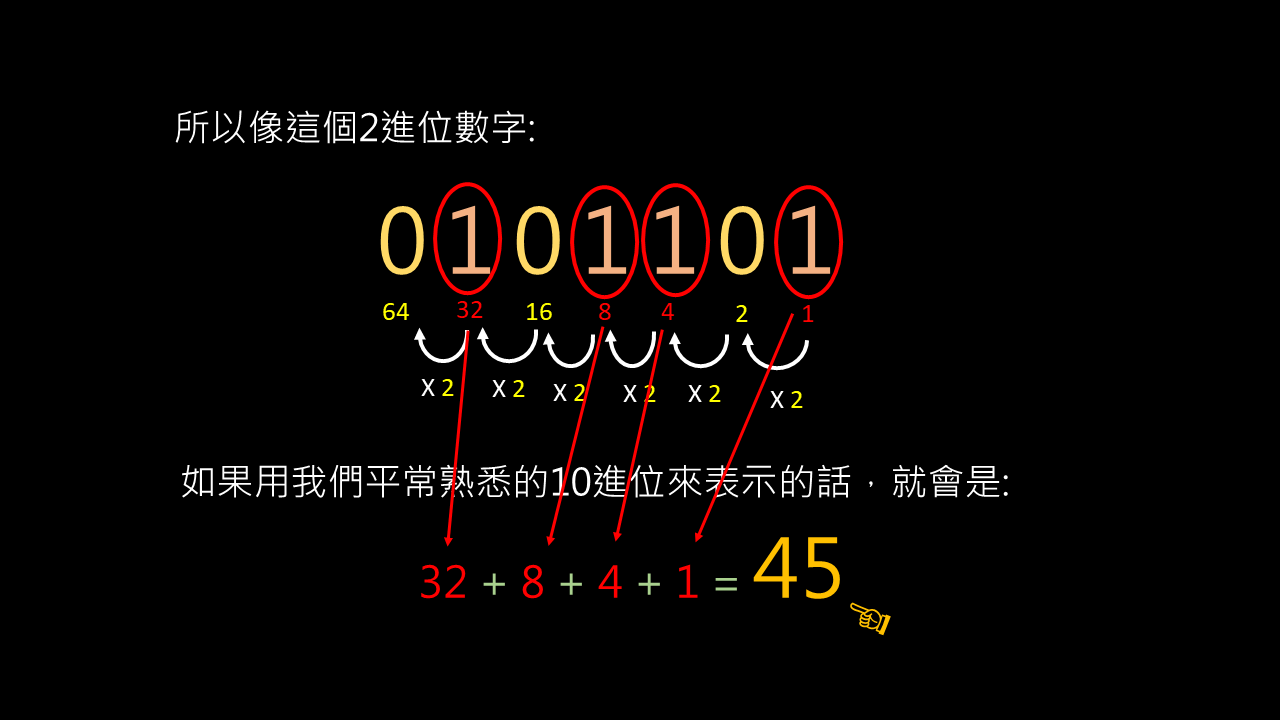 所以像這個2進位數字:
0 1 0 1 1 0 1
64 32 16 8 4 2 1
X 2 X 2 X 2 X 2 X 2 X 2
如果用我們平常熟悉的10進位來表示的話，就會是:
32 + 8 + 4 + 1 = 45